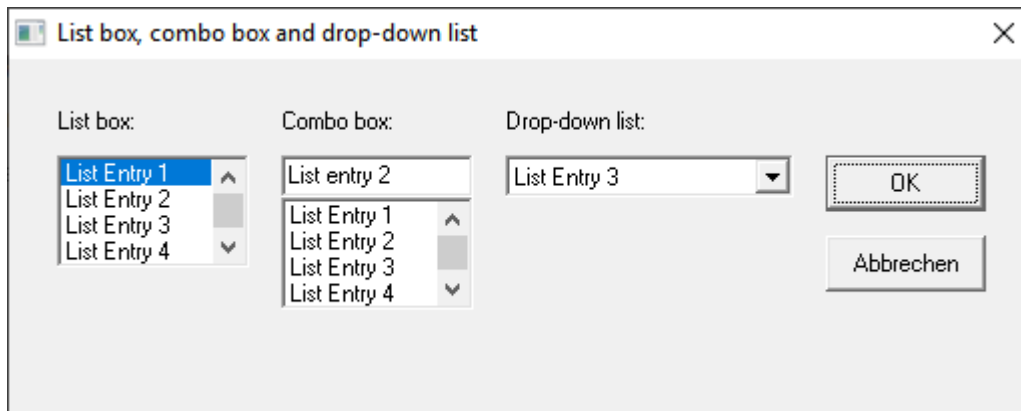 List box, combo box and drop-down list
List box:
Combo box:
Drop-down list:
List Entry 1
List Entry 2
List Entry 3
List Entry 4
List entry 2
List Entry 1
List Entry 2
List Entry 3
List Entry 4
List Entry 3
OK
Abbrechen